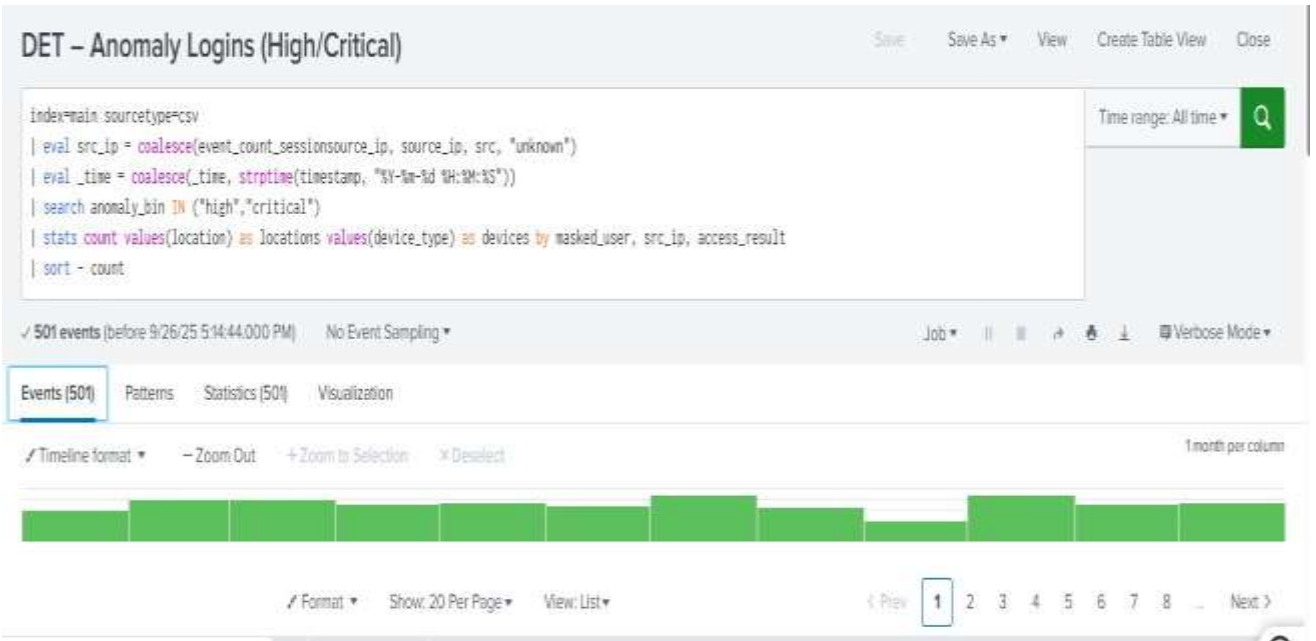 DET – Anomaly Logins (High/Critical)
Save Save As ▾ View Create Table View Close
index=main sourcetype=csv
| eval src_ip = coalesce(event_count_sessionsource_ip, source_ip, src, "unknown")
| eval _time = coalesce(_time, strptime(timestamp, "%Y-%m-%d %H:%M:%S"))
| search anomaly_bin IN ("high","critical")
| stats count values(location) as locations values(device_type) as devices by masked_user, src_ip, access_result
| sort - count
Time range: All time ▾
✓ 501 events (before 9/26/25 5:14:44.000 PM) No Event Sampling ▾
Job ▾ Verbose Mode ▾
Events (501) Patterns Statistics (501) Visualization
Timeline format ▾ – Zoom Out + Zoom to Selection × Deselect
1 month per column
Format ▾ Show: 20 Per Page ▾ View: List ▾
< Prev 1 2 3 4 5 6 7 8 ... Next >